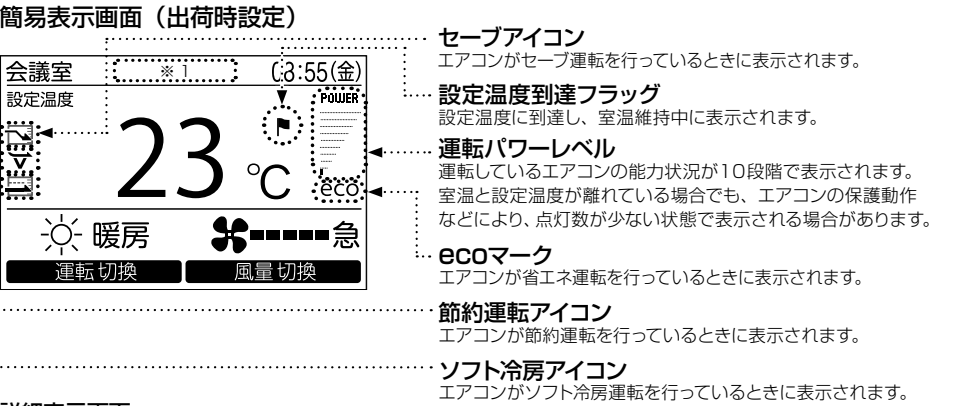 簡易表示画面（出荷時設定）
会議室
※1
08:55(金)
設定温度
POWER
23
℃
eco
暖房
急
運転切換
風量切換
セーブアイコン
エアコンがセーブ運転を行っているときに表示されます。
設定温度到達フラッグ
設定温度に到達し、室温維持中に表示されます。
運転パワーレベル
運転しているエアコンの能力状況が10段階で表示されます。
室温と設定温度が離れている場合でも、エアコンの保護動作
などにより、点灯数が少ない状態で表示される場合があります。
ecoマーク
エアコンが省エネ運転を行っているときに表示されます。
節約運転アイコン
エアコンが節約運転を行っているときに表示されます。
ソフト冷房アイコン
エアコンがソフト冷房運転を行っているときに表示されます。